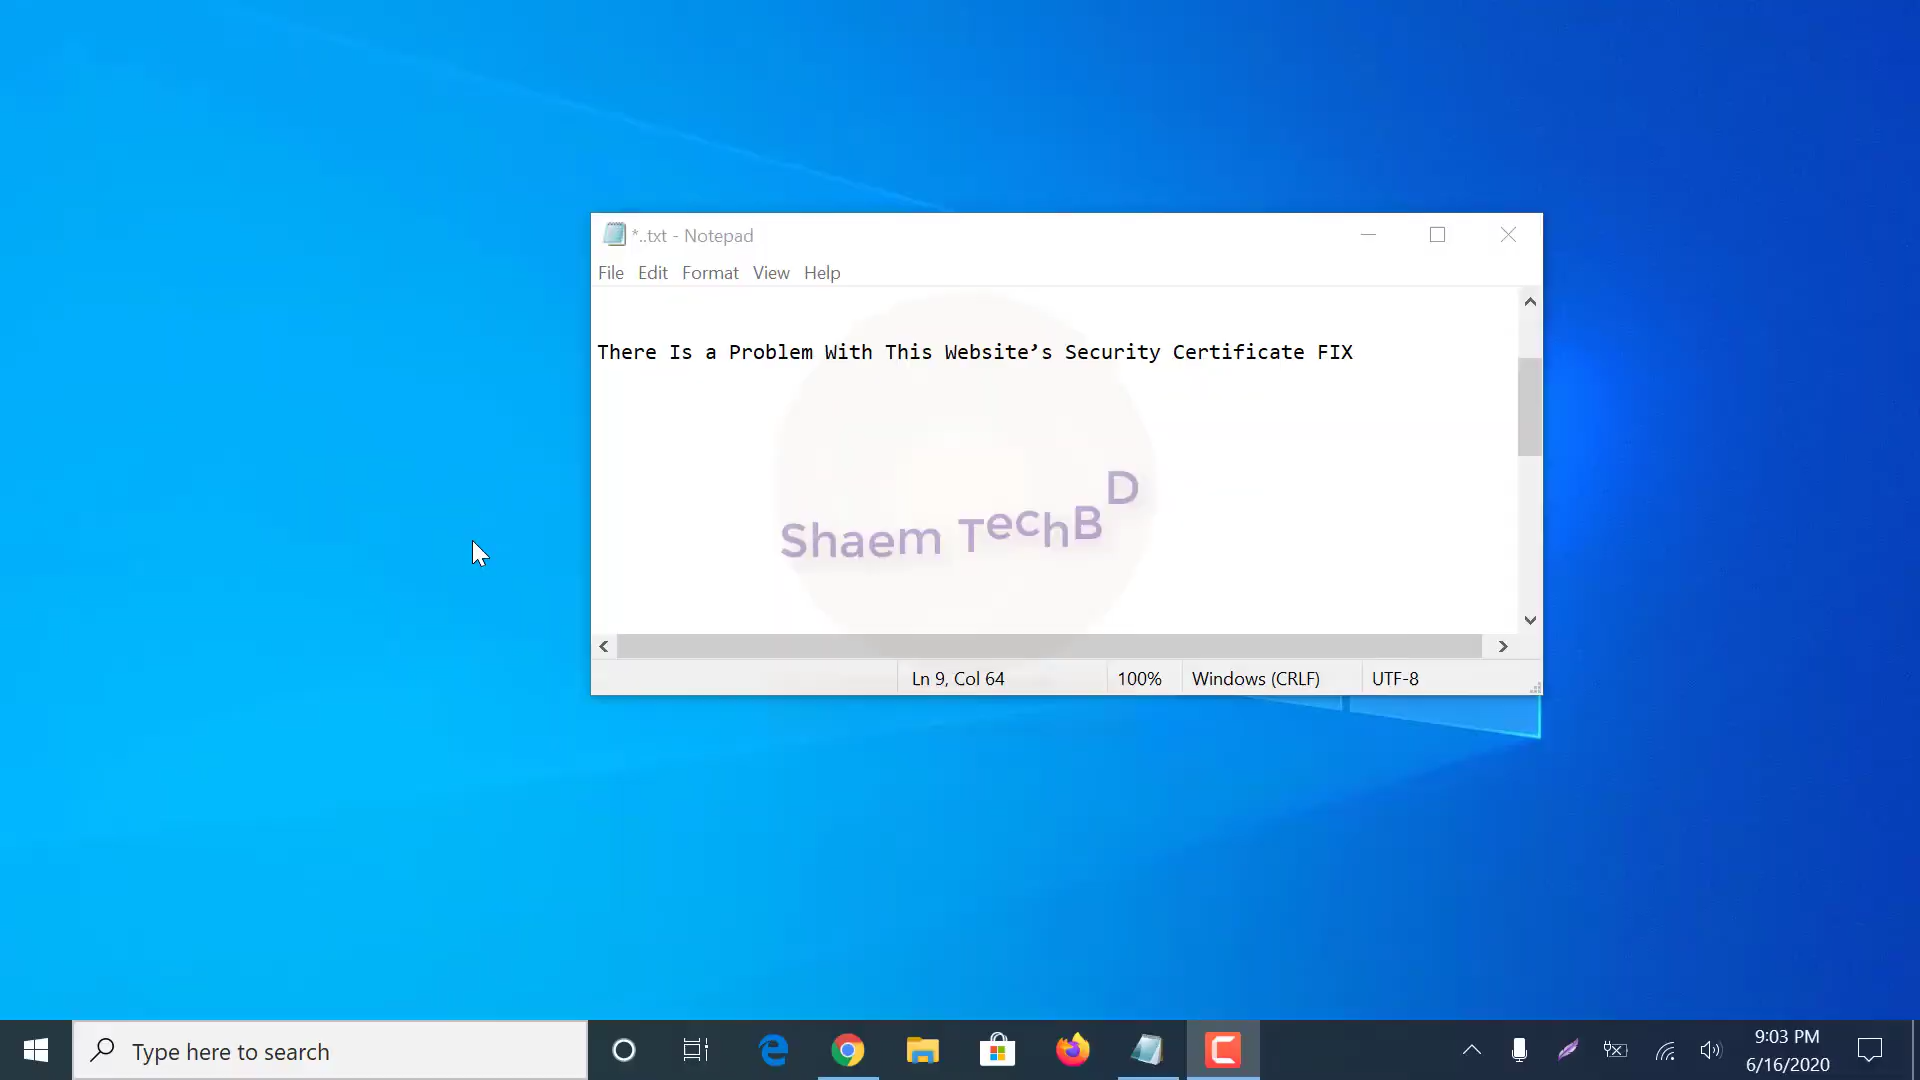 *..txt - Notepad
File Edit Format View Help
There Is a Problem With This Website’s Security Certificate FIX
Shaem TechBD
Ln 9, Col 64 100% Windows (CRLF) UTF-8
Type here to search
9:03 PM
6/16/2020